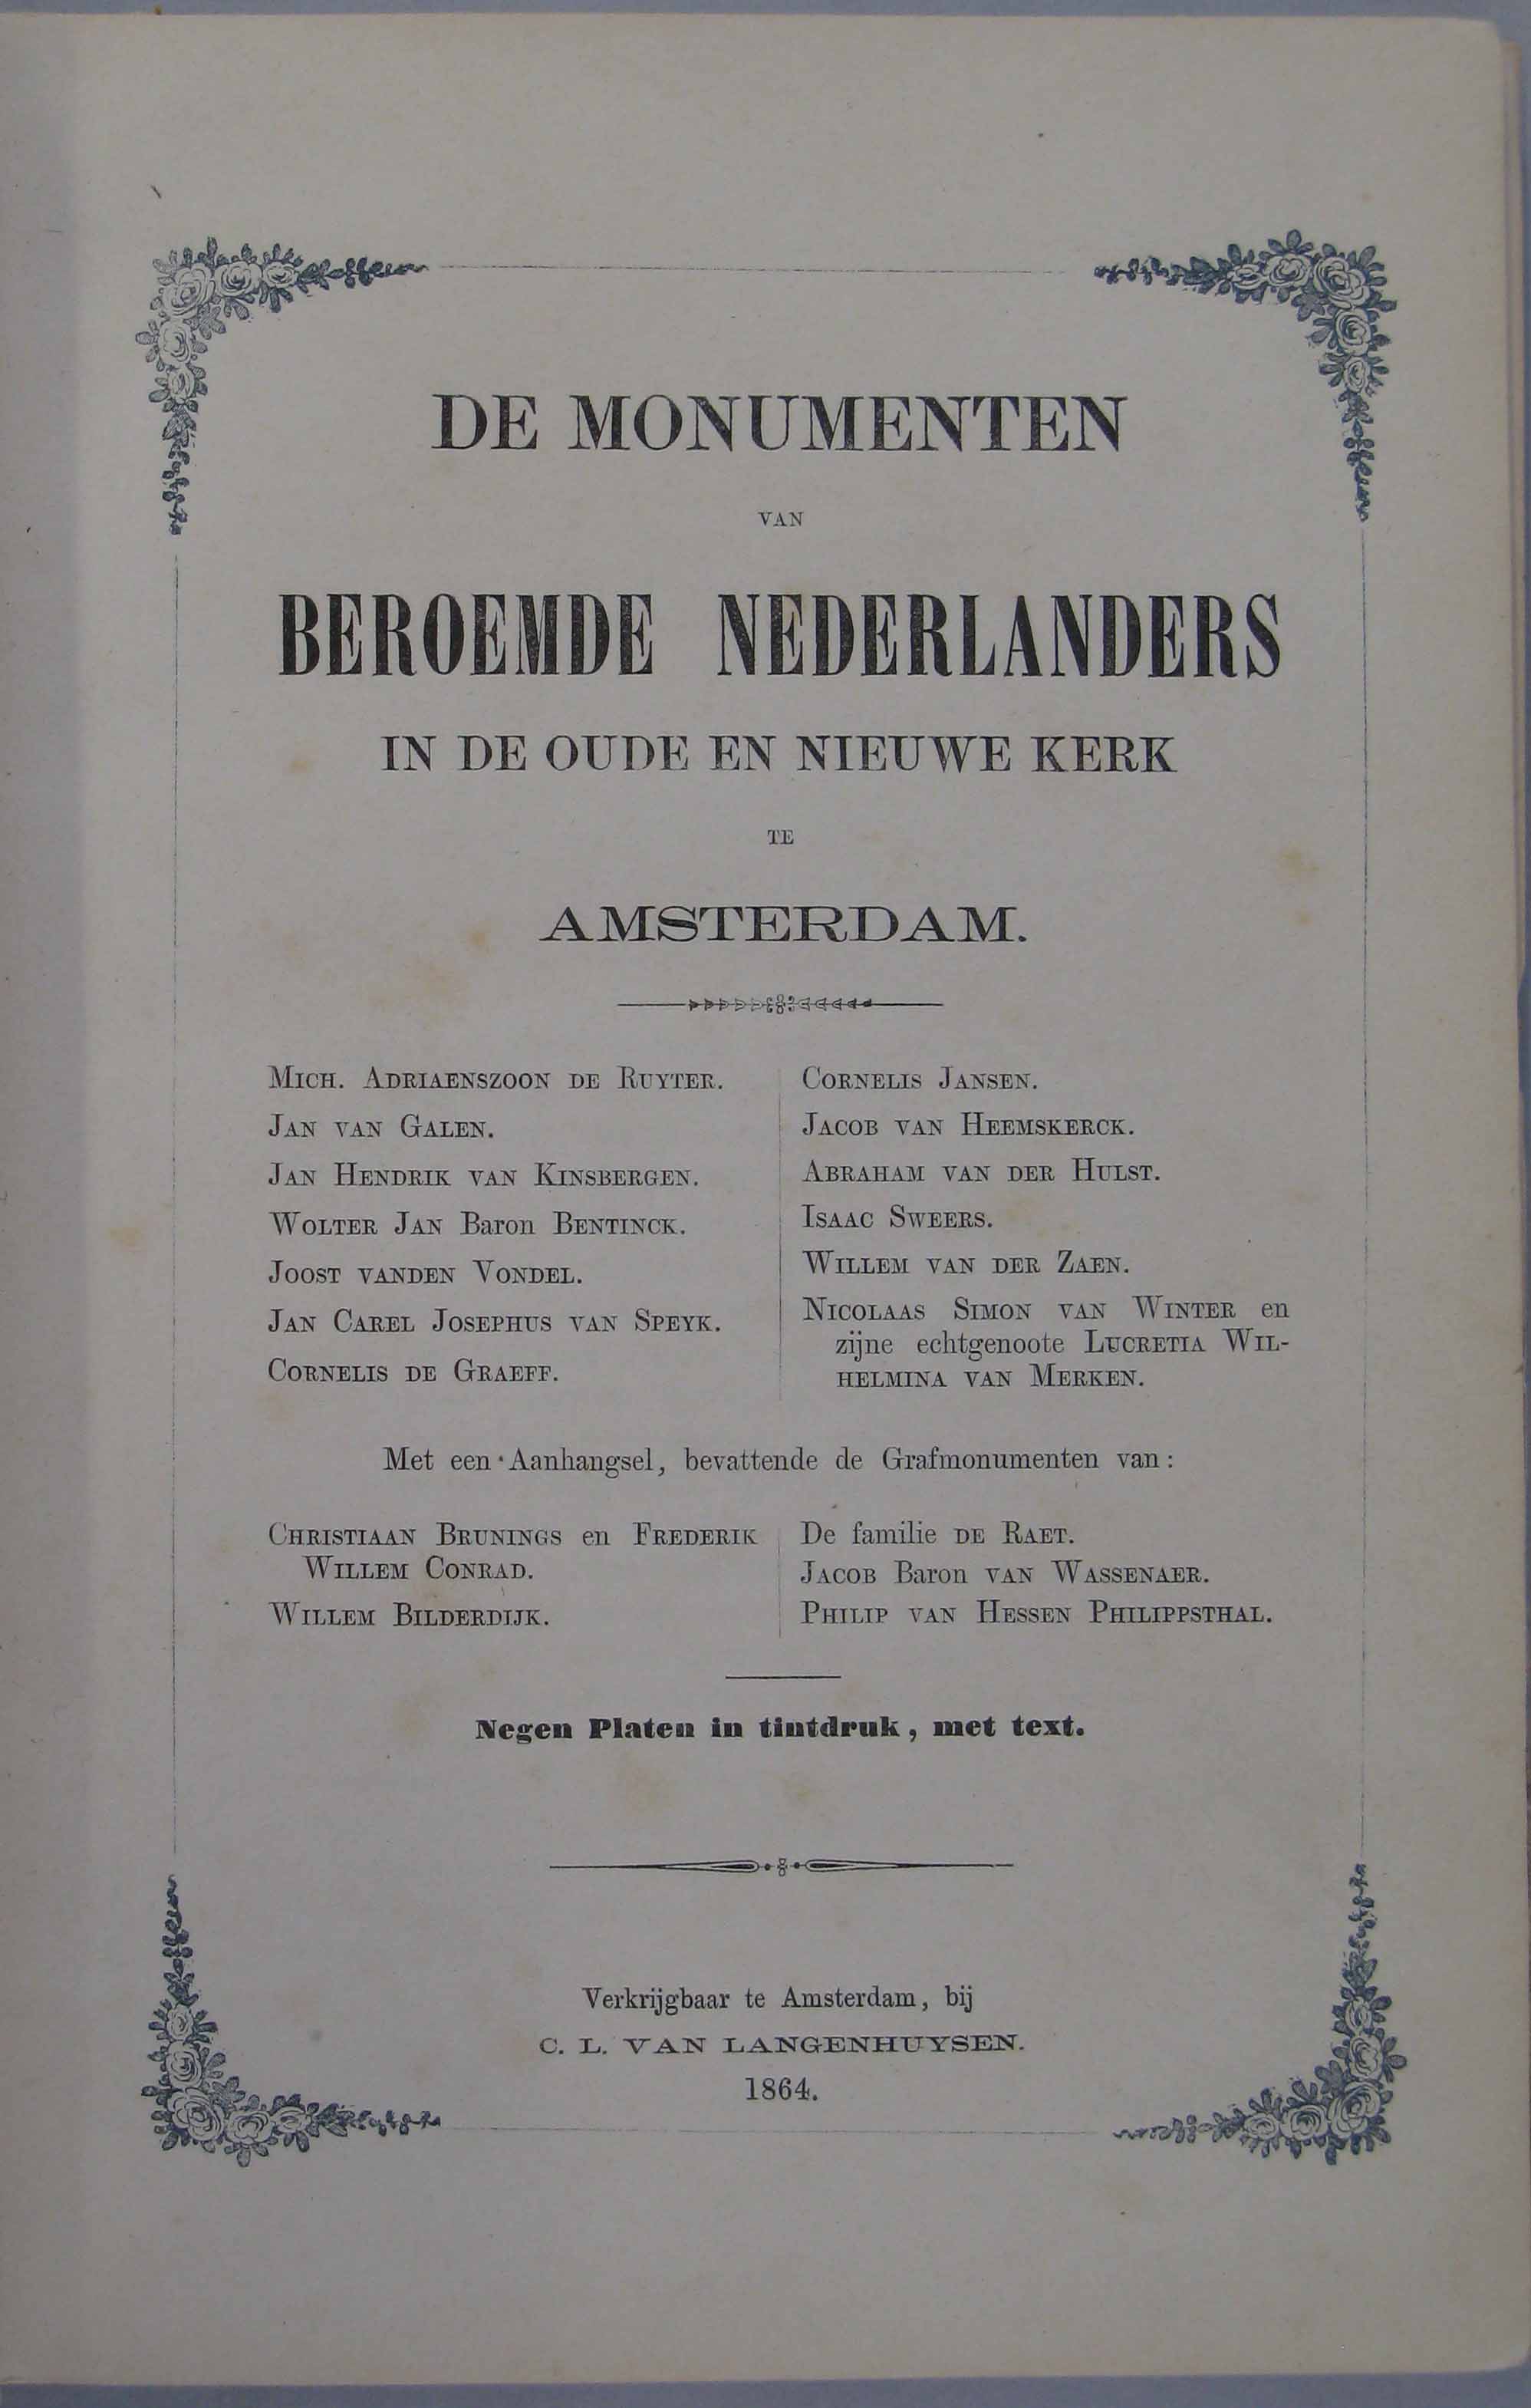 DE MONUMENTEN
VAN
BEROEMDE NEDERLANDERS
IN DE OUDE EN NIEUWE KERK
TE
AMSTERDAM.
MICH. ADRIAENSZOON DE RUYTER.
JAN VAN GALEN.
JAN HENDRIK VAN KINSBERGEN.
WOLTER JAN Baron BENTINCK.
JOOST VANDEN VONDEL.
JAN CAREL JOSEPHUS VAN SPEYK.
CORNELIS DE GRAEFF.
CORNELIS JANSEN.
JACOB VAN HEEMSKERCK.
ABRAHAM VAN DER HULST.
ISAAC SWEERS.
WILLEM VAN DER ZAEN.
NICOLAAS SIMON VAN WINTER en
zijne echtgenoote LUCRETIA WIL-
HELMINA VAN MERKEN.
Met een Aanhangsel, bevattende de Grafmonumenten van:
CHRISTIAAN BRUNINGS en FREDERIK
WILLEM CONRAD.
WILLEM BILDERDIJK.
De familie DE RAET.
JACOB Baron VAN WASSENAER.
PHILIP VAN HESSEN PHILIPPSTHAL.
Negen Platen in tintdruk, met text.
Verkrijgbaar te Amsterdam, bij
C. L. VAN LANGENHUYSEN.
1864.